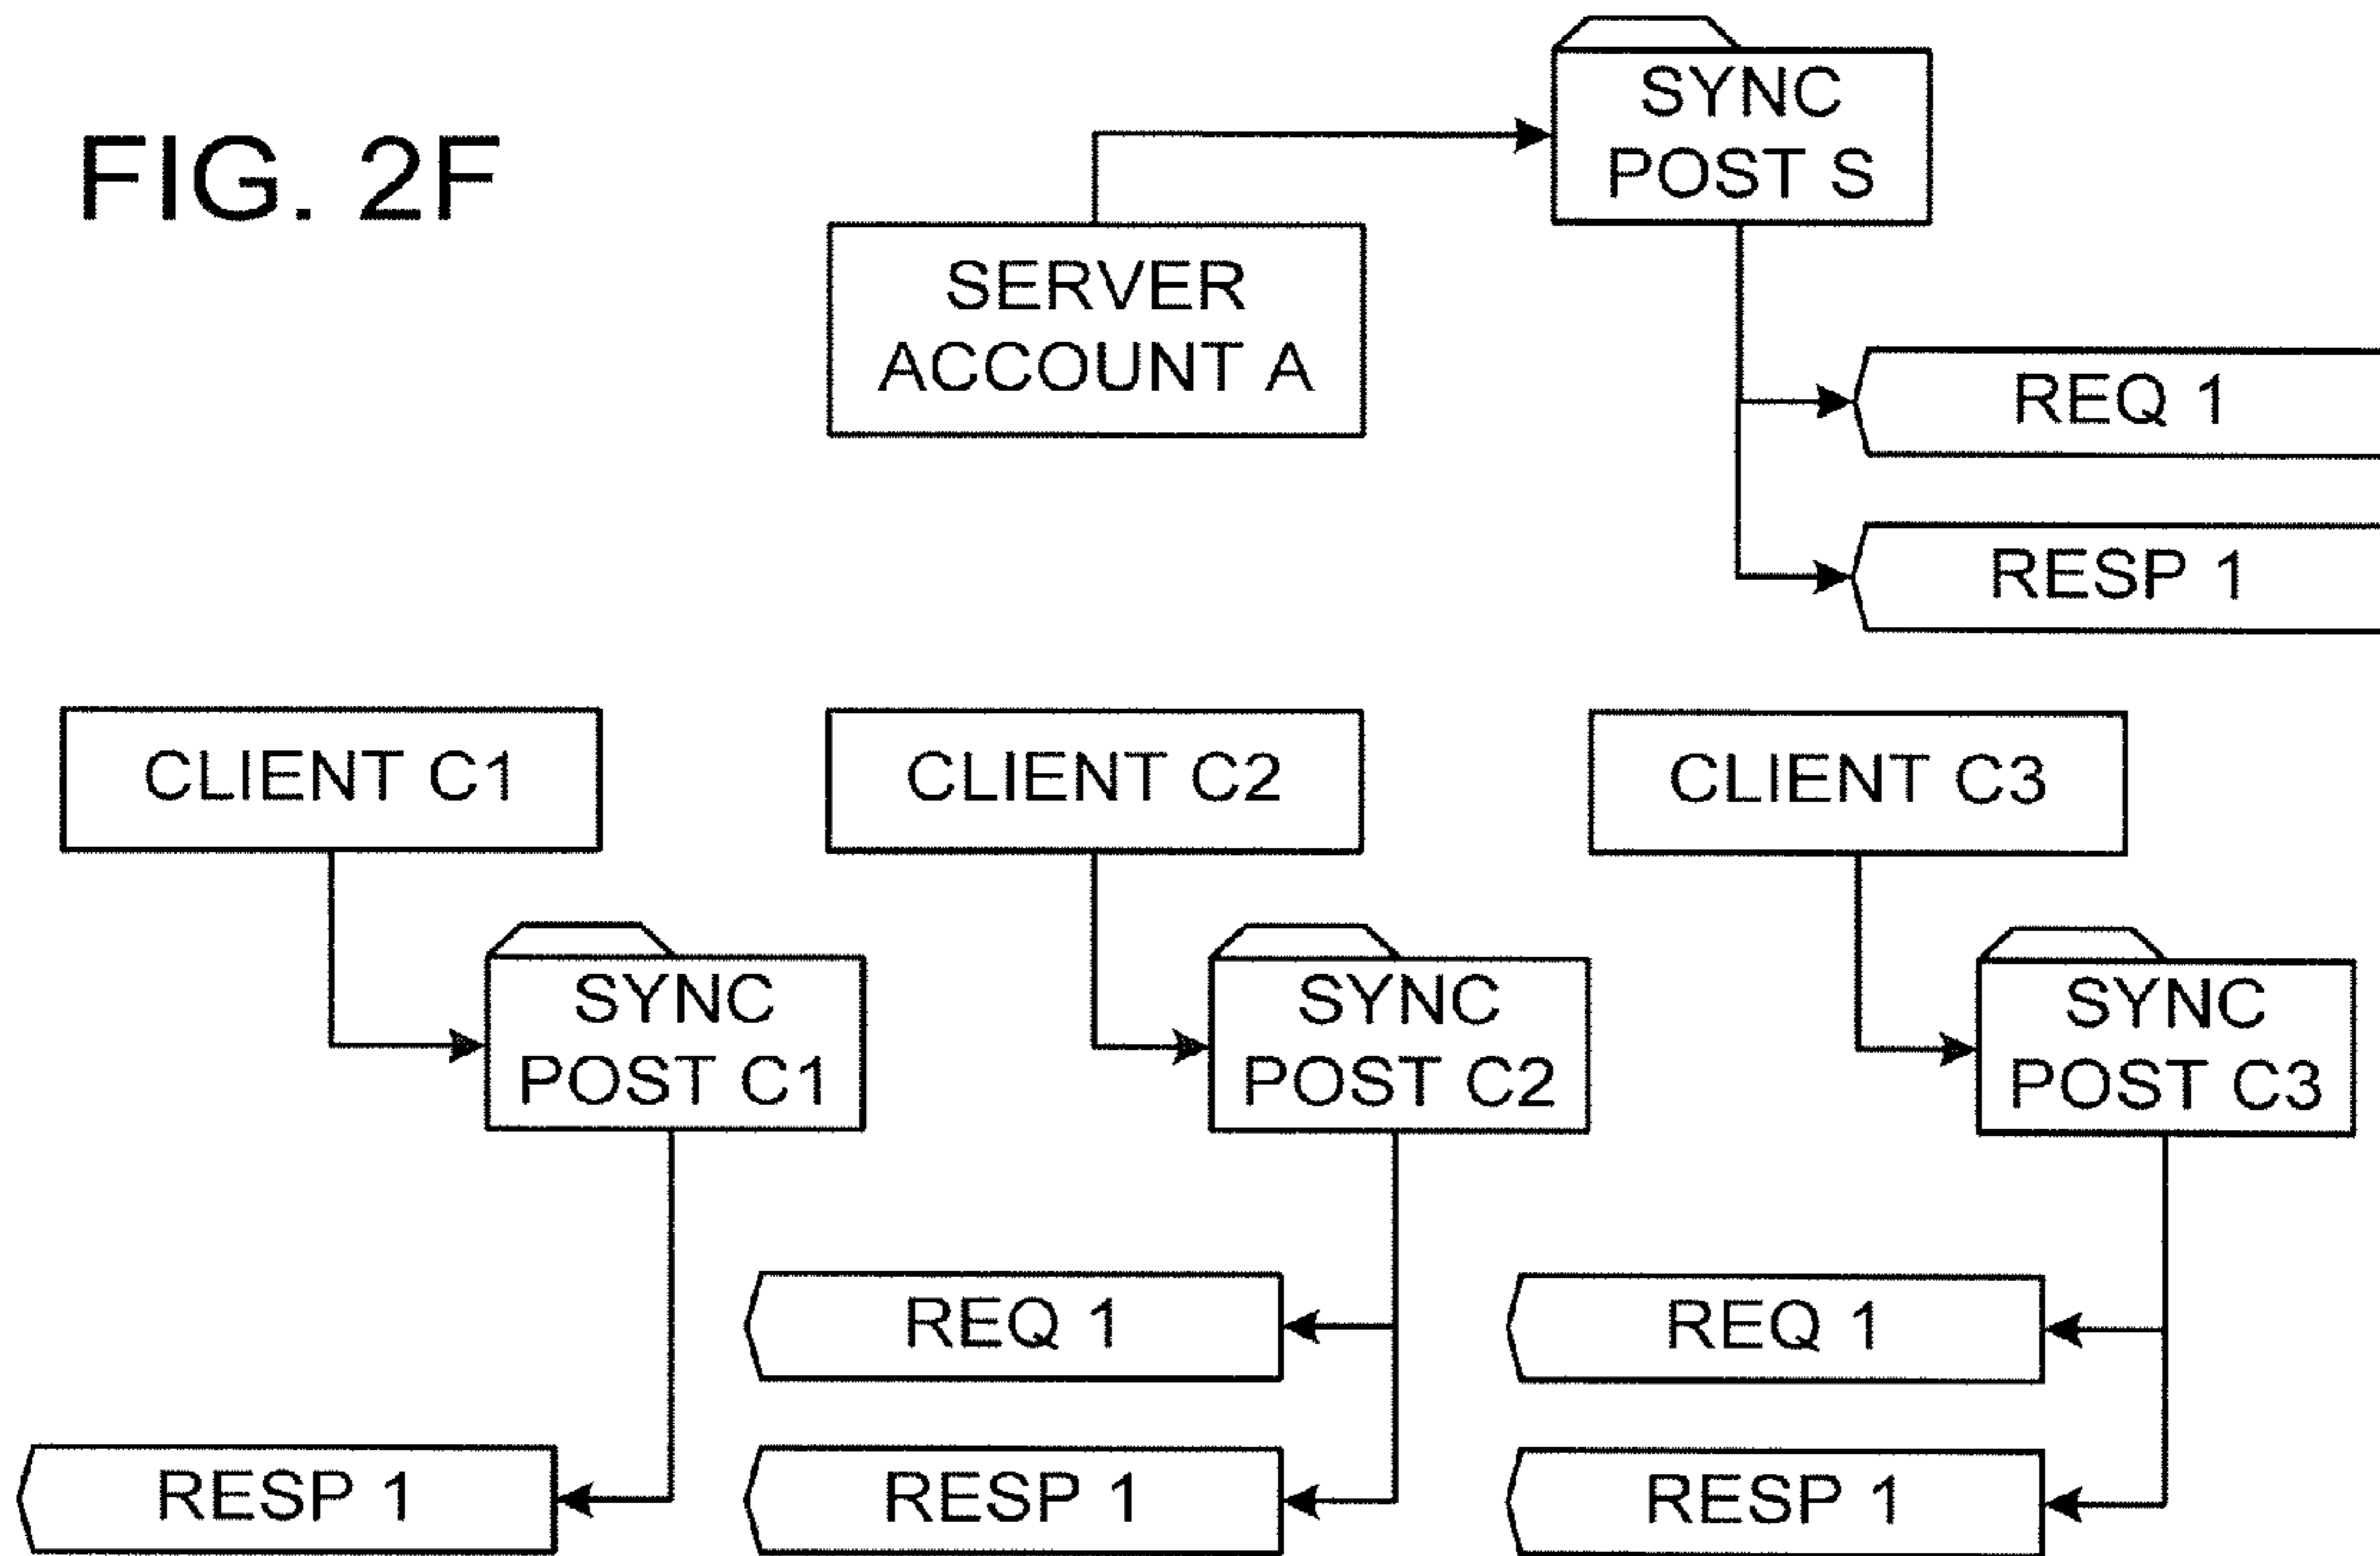 FIG. 2F
SYNC
POST S
SERVER
ACCOUNT A
REQ 1
RESP 1
CLIENT C1
CLIENT C2
CLIENT C3
SYNC
POST C1
SYNC
POST C2
SYNC
POST C3
REQ 1
REQ 1
RESP 1
RESP 1
RESP 1